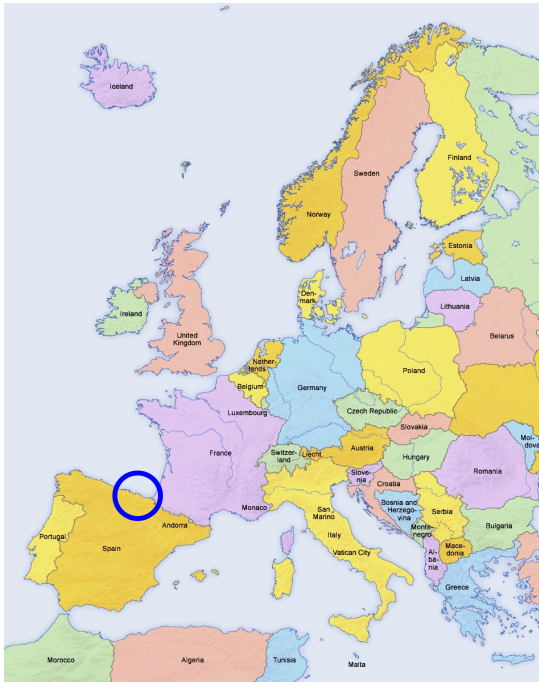 Iceland
Finland
Sweden
Norway
Estonia
Latvia
Den-
mark
Lithuania
Ireland
United
Kingdom
Belarus
Nether-
lands
Poland
Belgium
Germany
Luxembourg
Czech Republic
Slovakia
Mol-
dova
France
Switzer-
land
Liecht.
Austria
Hungary
Slove-
nia
Romania
Croatia
Monaco
San
Marino
Bosnia and
Herzego-
vina
Serbia
Andorra
Portugal
Spain
Italy
Monte-
negro
Bulgaria
Vatican City
Al-
ba-
nia
Mace-
donia
Greece
Morocco
Algeria
Tunisia
Malta